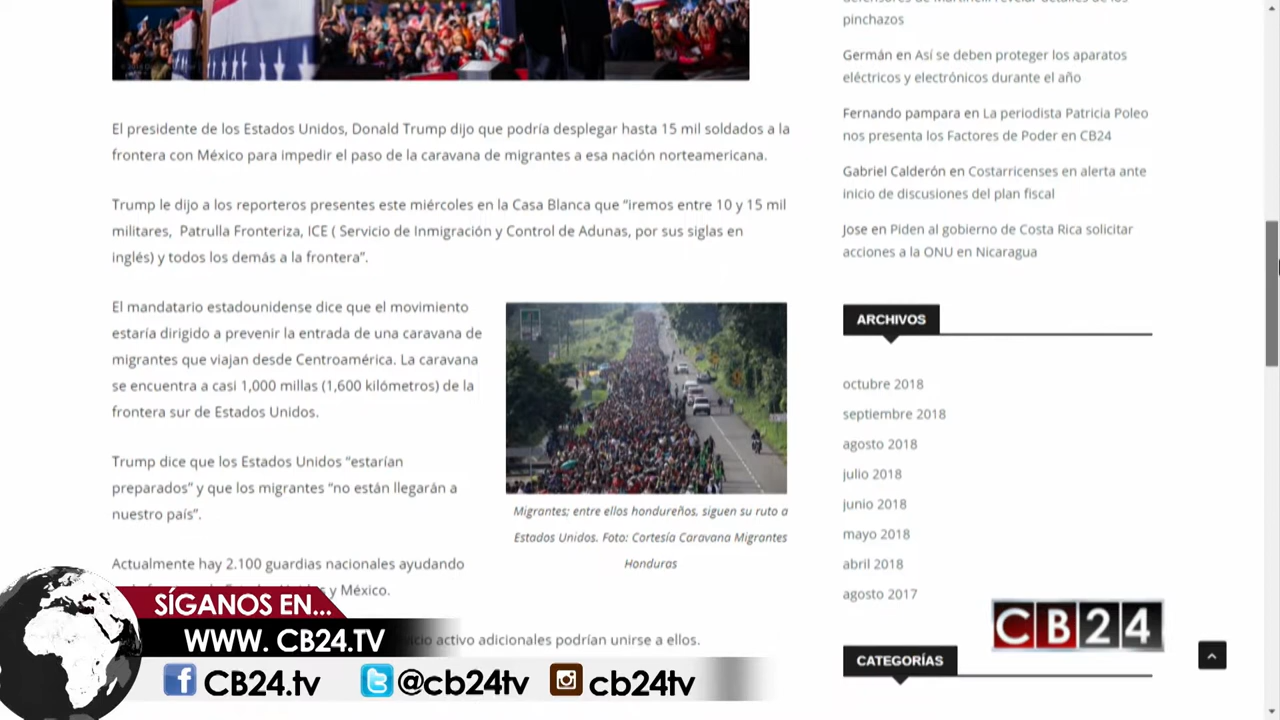 pinchazos
Germán en Así se deben proteger los aparatos
eléctricos y electrónicos durante el año
Fernando pampara en La periodista Patricia Poleo
nos presenta los Factores de Poder en CB24
Gabriel Calderón en Costarricenses en alerta ante
inicio de discusiones del plan fiscal
Jose en Piden al gobierno de Costa Rica solicitar
acciones a la ONU en Nicaragua
El presidente de los Estados Unidos, Donald Trump dijo que podría desplegar hasta 15 mil soldados a la
frontera con México para impedir el paso de la caravana de migrantes a esa nación norteamericana.
Trump le dijo a los reporteros presentes este miércoles en la Casa Blanca que “iremos entre 10 y 15 mil
militares, Patrulla Fronteriza, ICE ( Servicio de Inmigración y Control de Adunas, por sus siglas en
inglés) y todos los demás a la frontera”.
El mandatario estadounidense dice que el movimiento
estaría dirigido a prevenir la entrada de una caravana de
migrantes que viajan desde Centroamérica. La caravana
se encuentra a casi 1,000 millas (1,600 kilómetros) de la
frontera sur de Estados Unidos.
Trump dice que los Estados Unidos “estarían
preparados” y que los migrantes “no están llegarán a
nuestro país”.
Migrantes; entre ellos hondureños, siguen su ruto a
Estados Unidos. Foto: Cortesía Caravana Migrantes
Honduras
Actualmente hay 2.100 guardias nacionales ayudando
y México.
activo adicionales podrían unirse a ellos.
ARCHIVOS
octubre 2018
septiembre 2018
agosto 2018
julio 2018
junio 2018
mayo 2018
abril 2018
agosto 2017
CATEGORÍAS
CB24
SÍGANOS EN...
WWW. CB24.TV
CB24.tv
@cb24tv
cb24tv